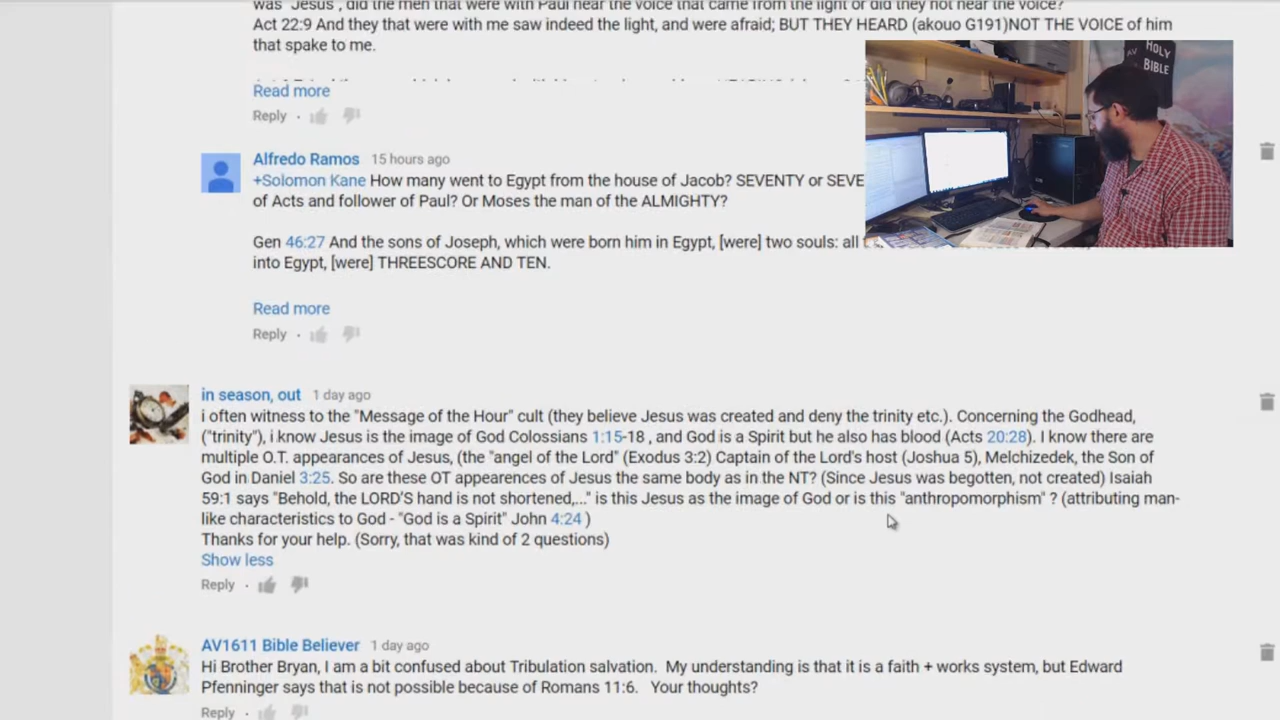 was "Jesus", did the men that were with Paul hear the voice that came from the light or did they not hear the voice?
Act 22:9 And they that were with me saw indeed the light, and were afraid; BUT THEY HEARD (akouo G191)NOT THE VOICE of him
that spake to me.
Read more
Reply
AV HOLY
BIBLE
Alfredo Ramos 15 hours ago
+Solomon Kane How many went to Egypt from the house of Jacob? SEVENTY or SEVE
of Acts and follower of Paul? Or Moses the man of the ALMIGHTY?
Gen 46:27 And the sons of Joseph, which were born him in Egypt, [were] two souls: all
into Egypt, [were] THREESCORE AND TEN.
Read more
Reply
in season, out 1 day ago
i often witness to the "Message of the Hour" cult (they believe Jesus was created and deny the trinity etc.). Concerning the Godhead,
("trinity"), i know Jesus is the image of God Colossians 1:15-18 , and God is a Spirit but he also has blood (Acts 20:28). I know there are
multiple O.T. appearances of Jesus, (the "angel of the Lord" (Exodus 3:2) Captain of the Lord's host (Joshua 5), Melchizedek, the Son of
God in Daniel 3:25. So are these OT appearences of Jesus the same body as in the NT? (Since Jesus was begotten, not created) Isaiah
59:1 says "Behold, the LORD'S hand is not shortened,..." is this Jesus as the image of God or is this "anthropomorphism" ? (attributing man-
like characteristics to God - "God is a Spirit" John 4:24 )
Thanks for your help. (Sorry, that was kind of 2 questions)
Show less
Reply
AV1611 Bible Believer 1 day ago
Hi Brother Bryan, I am a bit confused about Tribulation salvation. My understanding is that it is a faith + works system, but Edward
Pfenninger says that is not possible because of Romans 11:6. Your thoughts?
Reply